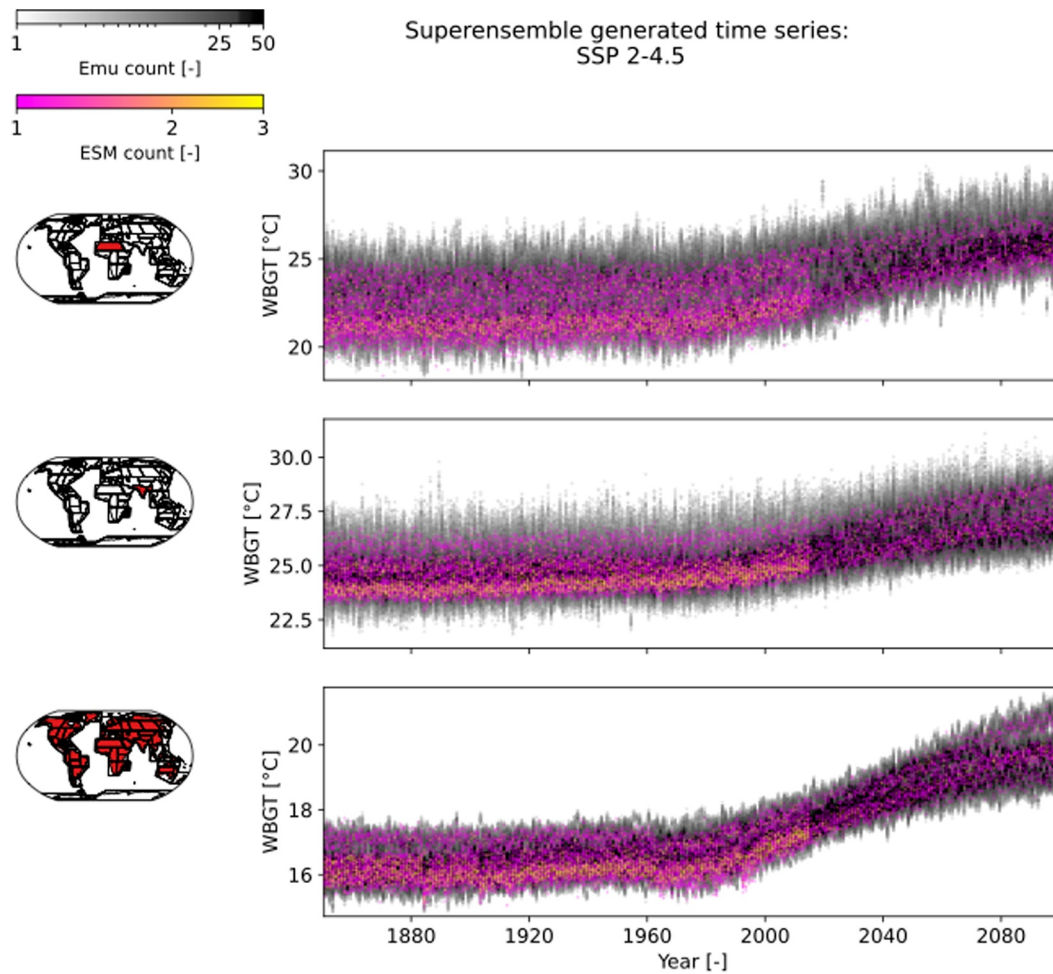 1 25 50
Emu count [-]
1 2 3
ESM count [-]
Superensemble generated time series:
SSP 2-4.5
30
25
20
WBGT [°C]
30.0
27.5
25.0
22.5
WBGT [°C]
20
18
16
WBGT [°C]
1880 1920 1960 2000 2040 2080
Year [-]